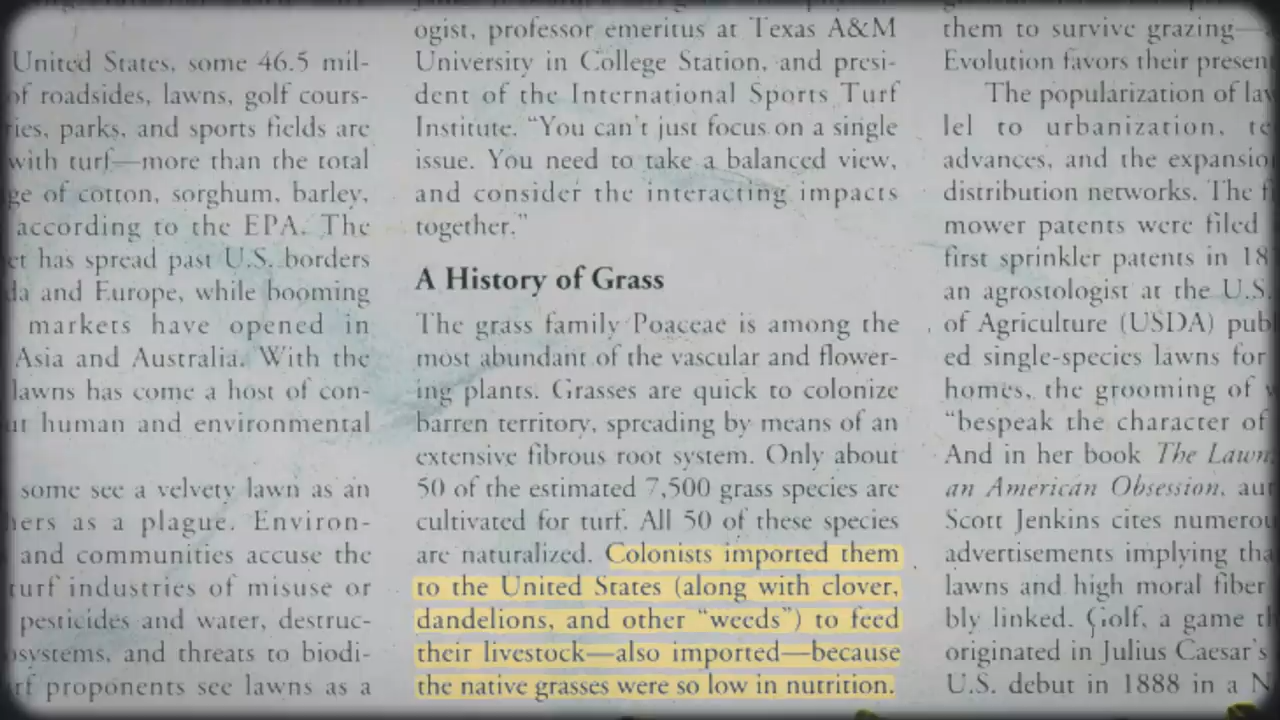 United States, some 46.5 mil-
of roadsides, lawns, golf cours-
parks, and sports fields are
with turf—more than the total
of cotton, sorghum, barley,
according to the EPA. The
has spread past U.S. borders
and Europe, while booming
markets have opened in
Asia and Australia. With the
lawns has come a host of con-
human and environmental
some see a velvety lawn as an
as a plague. Environ-
and communities accuse the
turf industries of misuse or
pesticides and water, destruc-
and threats to biodi-
proponents see lawns as a
ogist, professor emeritus at Texas A&M
University in College Station, and presi-
dent of the International Sports Turf
Institute. “You can't just focus on a single
issue. You need to take a balanced view,
and consider the interacting impacts
together.”
A History of Grass
The grass family Poaceae is among the
most abundant of the vascular and flower-
ing plants. Grasses are quick to colonize
barren territory, spreading by means of an
extensive fibrous root system. Only about
50 of the estimated 7,500 grass species are
cultivated for turf. All 50 of these species
are naturalized. Colonists imported them
to the United States (along with clover,
dandelions, and other “weeds”) to feed
their livestock—also imported—because
the native grasses were so low in nutrition.
them to survive grazing—
Evolution favors their
The popularization of
lel to urbanization,
advances, and the
distribution networks. The
mower patents were filed
first sprinkler patents in
an agrostologist at the U.S.
of Agriculture (USDA)
ed single-species lawns for
homes, the grooming of
“bespeak the character of
And in her book The Lawn
an American Obsession,
Scott Jenkins cites
advertisements implying
lawns and high moral fiber
bly linked. Golf, a game
originated in Julius Caesar's
U.S. debut in 1888 in a